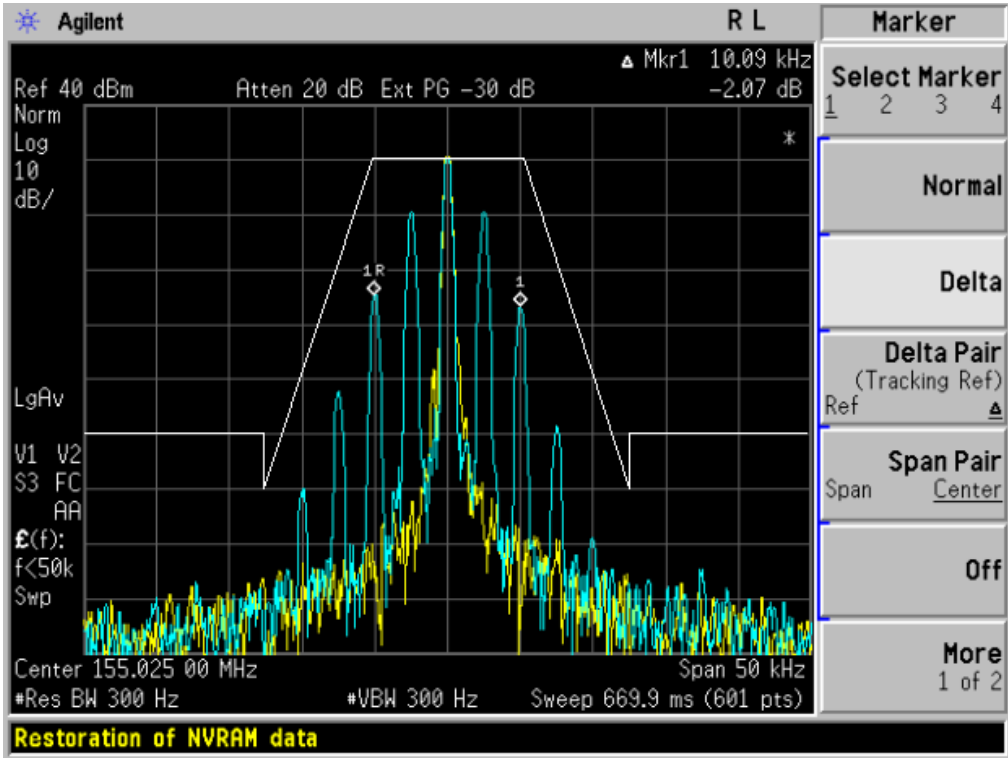 Agilent R L Marker
Δ Mkr1 10.09 kHz
Ref 40 dBm Atten 20 dB Ext PG −30 dB −2.07 dB
Norm
Log
10
dB/
*
1R
1
LgAv
V1 V2
S3 FC
AA
£(f):
f<50k
Swp
Center 155.025 00 MHz Span 50 kHz
#Res BW 300 Hz #VBW 300 Hz Sweep 669.9 ms (601 pts)
Restoration of NVRAM data
Select Marker
1 2 3 4
Normal
Delta
Delta Pair
(Tracking Ref)
Ref Δ
Span Pair
Span Center
Off
More
1 of 2